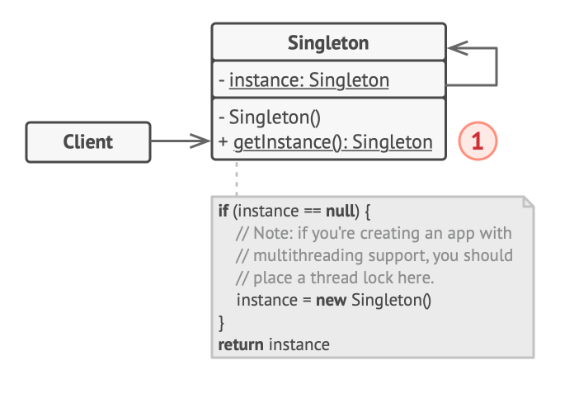 Singleton
- instance: Singleton
- Singleton()
+ getInstance(): Singleton
Client
1
if (instance == null) {
// Note: if you're creating an app with
// multithreading support, you should
// place a thread lock here.
instance = new Singleton()
}
return instance